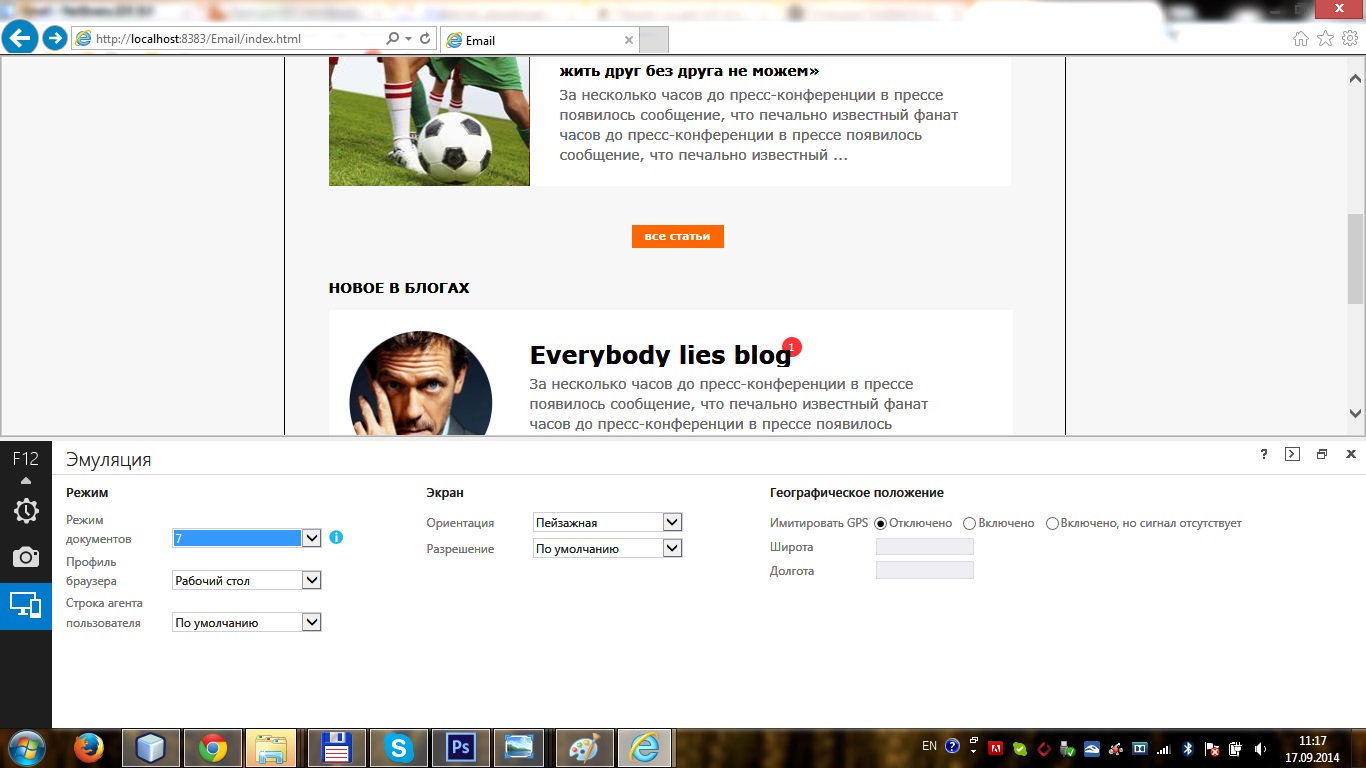 http://localhost:8383/Email/index.html
Email
жить друг без друга не можем»
За несколько часов до пресс-конференции в прессе
появилось сообщение, что печально известный фанат
часов до пресс-конференции в прессе появилось
сообщение, что печально известный ...
все статьи
НОВОЕ В БЛОГАХ
Everybody lies blog
1
За несколько часов до пресс-конференции в прессе
появилось сообщение, что печально известный фанат
часов до пресс-конференции в прессе появилось
F12
Эмуляция
?
Режим
Режим
документов
7
Профиль
браузера
Рабочий стол
Строка агента
пользователя
По умолчанию
Экран
Ориентация
Пейзажная
Разрешение
По умолчанию
Географическое положение
Имитировать GPS
Отключено
Включено
Включено, но сигнал отсутствует
Широта
Долгота
S
Ps
EN
11:17
17.09.2014